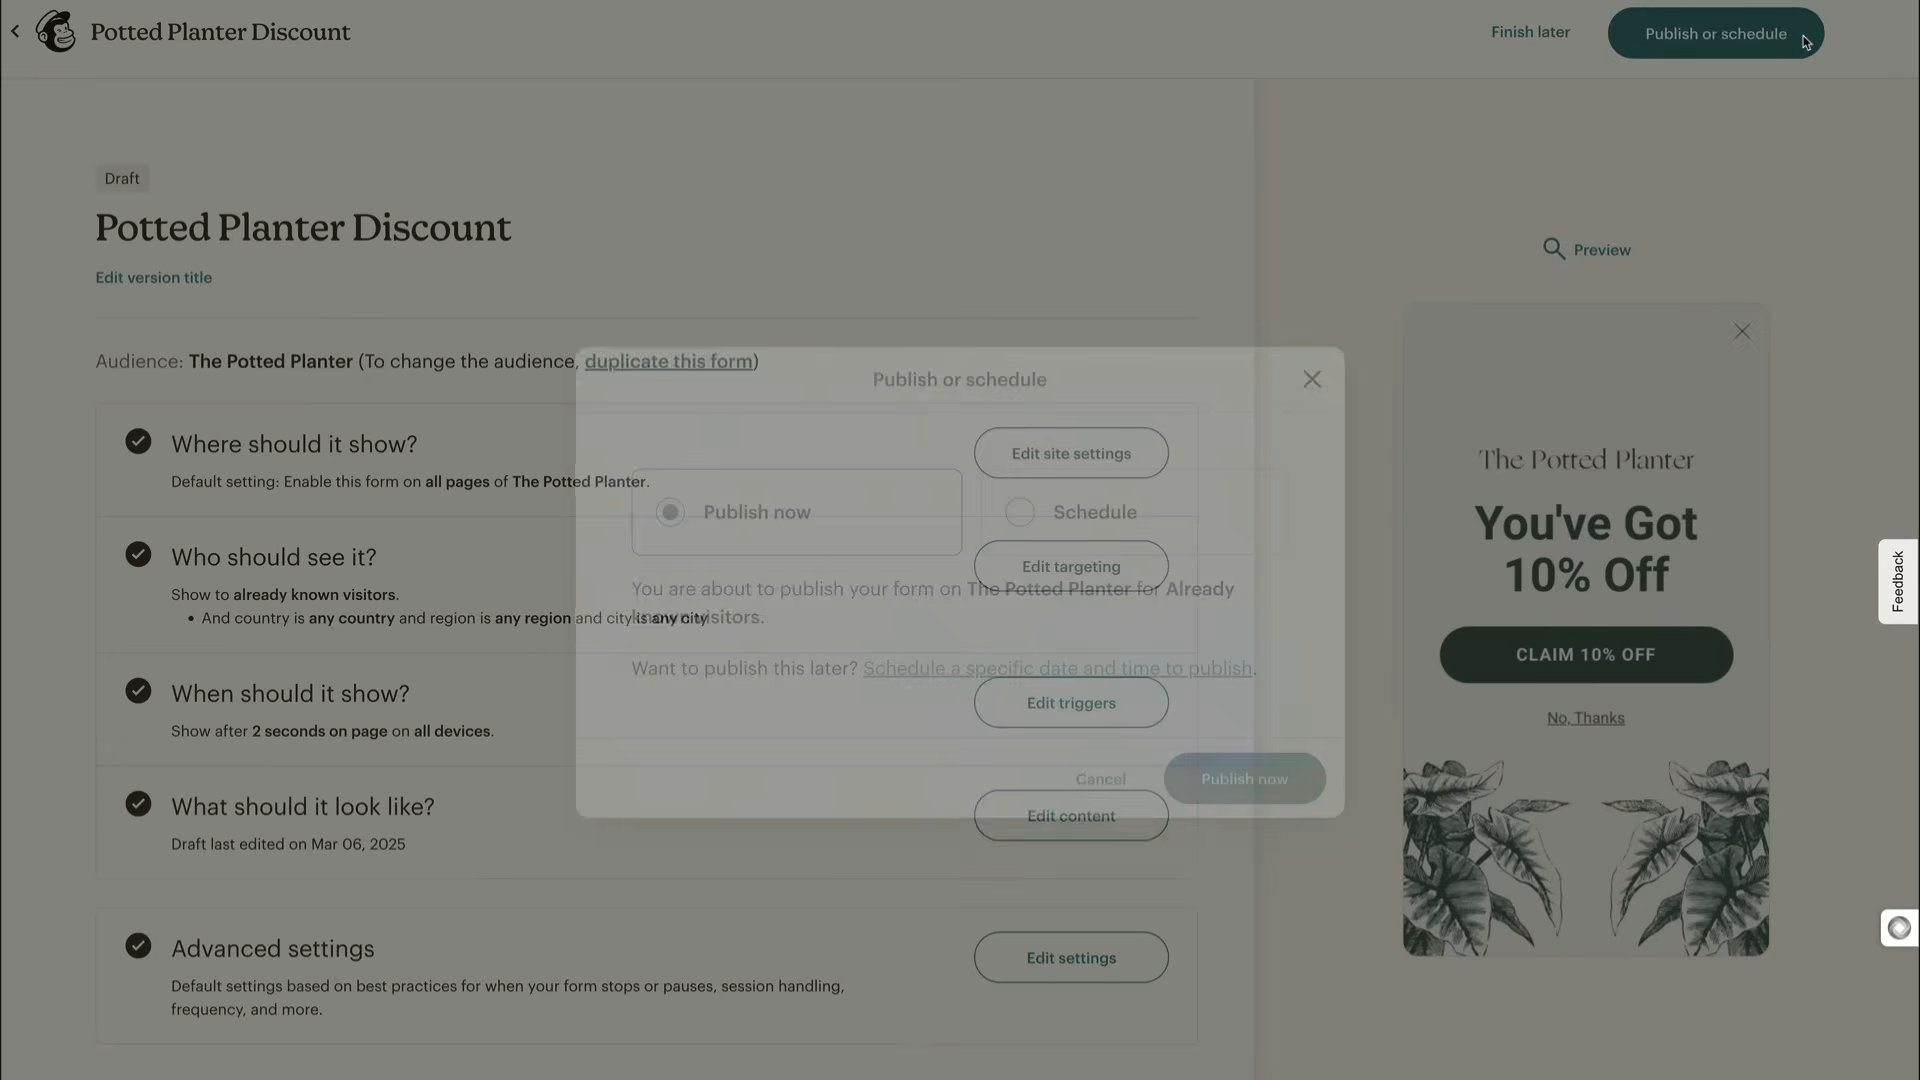 Potted Planter Discount
Finish later
Publish or schedule
Draft
Potted Planter Discount
Edit version title
Audience: The Potted Planter (To change the audience, duplicate this form)
Where should it show?
Default setting: Enable this form on all pages of The Potted Planter.
Edit site settings
Who should see it?
Show to already known visitors.
• And country is any country and region is any region and city is any city
Edit targeting
When should it show?
Show after 2 seconds on page on all devices.
Edit triggers
What should it look like?
Draft last edited on Mar 06, 2025
Edit content
Advanced settings
Default settings based on best practices for when your form stops or pauses, session handling,
frequency, and more.
Edit settings
Publish or schedule
Publish now
Schedule
You are about to publish your form on The Potted Planter for Already
known visitors.
Want to publish this later? Schedule a specific date and time to publish.
Cancel
Publish now
Preview
The Potted Planter
You've Got
10% Off
CLAIM 10% OFF
No, Thanks
Feedback